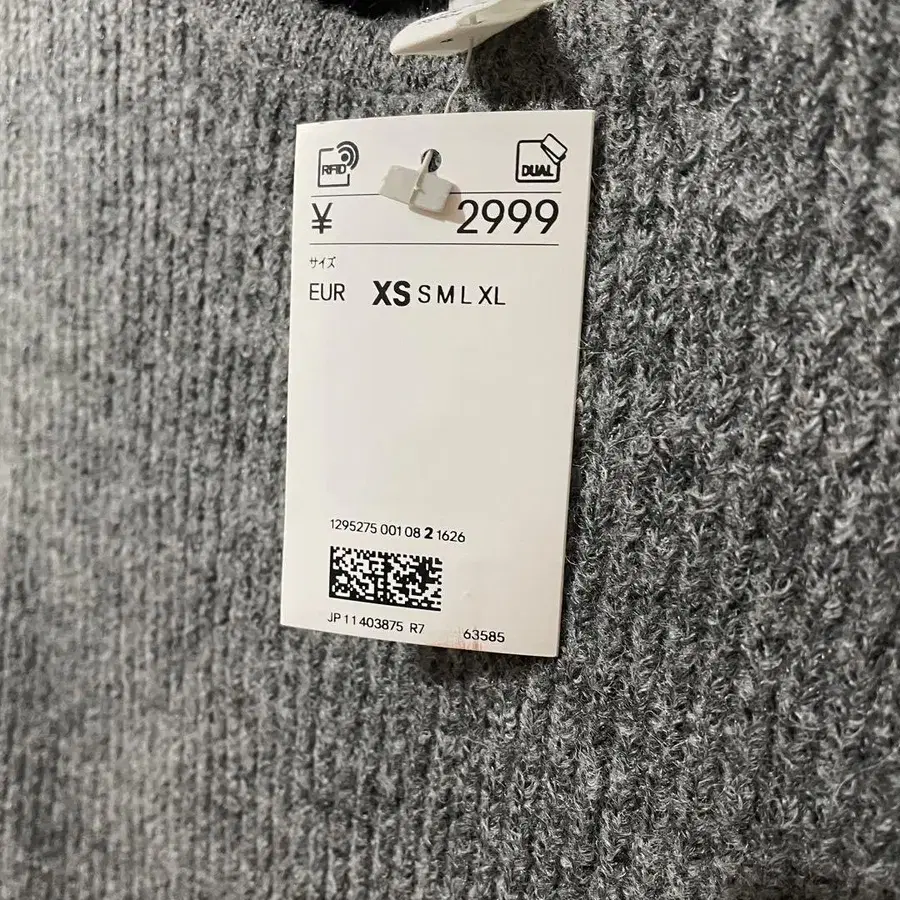 RFID
DUAL
¥ 2999
サイズ
EUR XS S M L XL
1295275 001 08 2 1626
JP 11403875 R7 63585